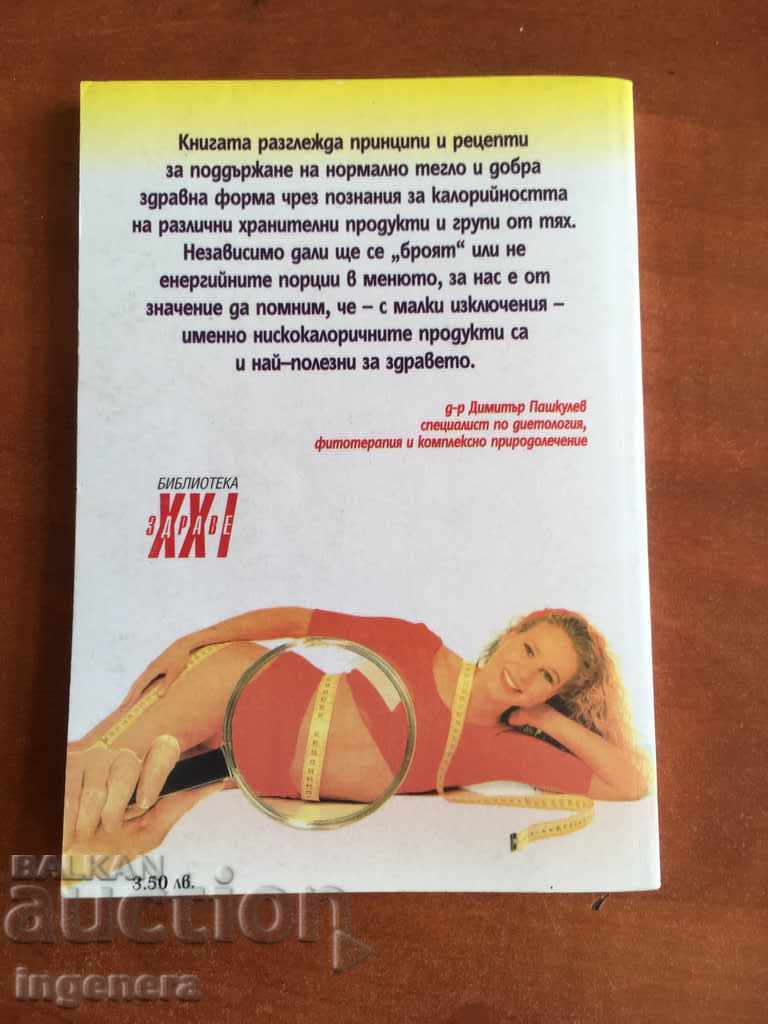 Книгата разглежда принципи и рецепти
за поддържане на нормално тегло и добра
здравна форма чрез познания за калорийността
на различни хранителни продукти и групи от тях.
Независимо дали ще се „броят“ или не
енергийните порции в менюто, за нас е от
значение да помним, че – с малки изключения –
именно нискокалоричните продукти са
и най–полезни за здравето.
д-р Димитър Пашкулев
специалист по диетология,
фитотерапия и комплексно природолечение
БИБЛИОТЕКА
ЗДРАВЕ
XXI
3.50 лв.
BALKAN
auction
ingenera